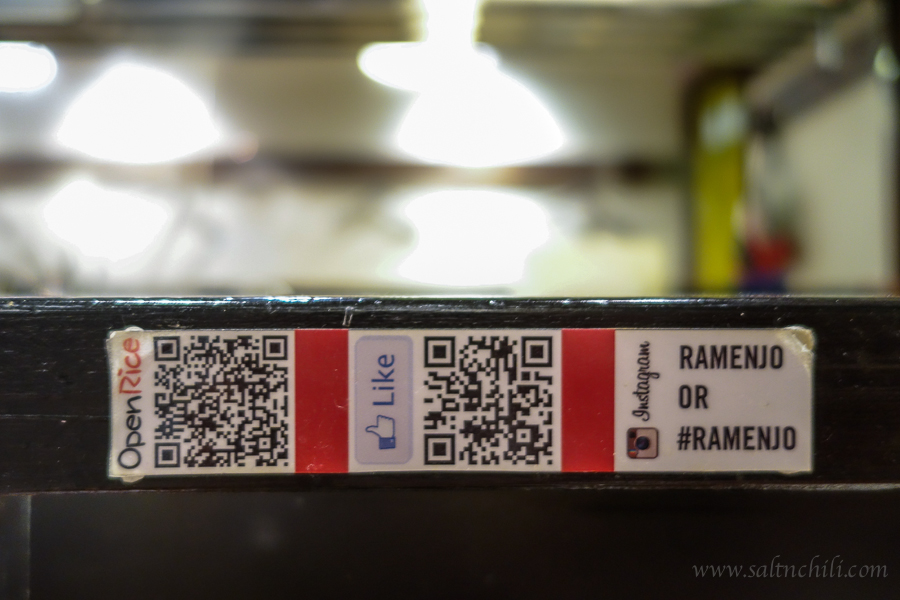 OpenRice
Like
Instagram
RAMENJO
OR
#RAMENJO
www.saltnchili.com